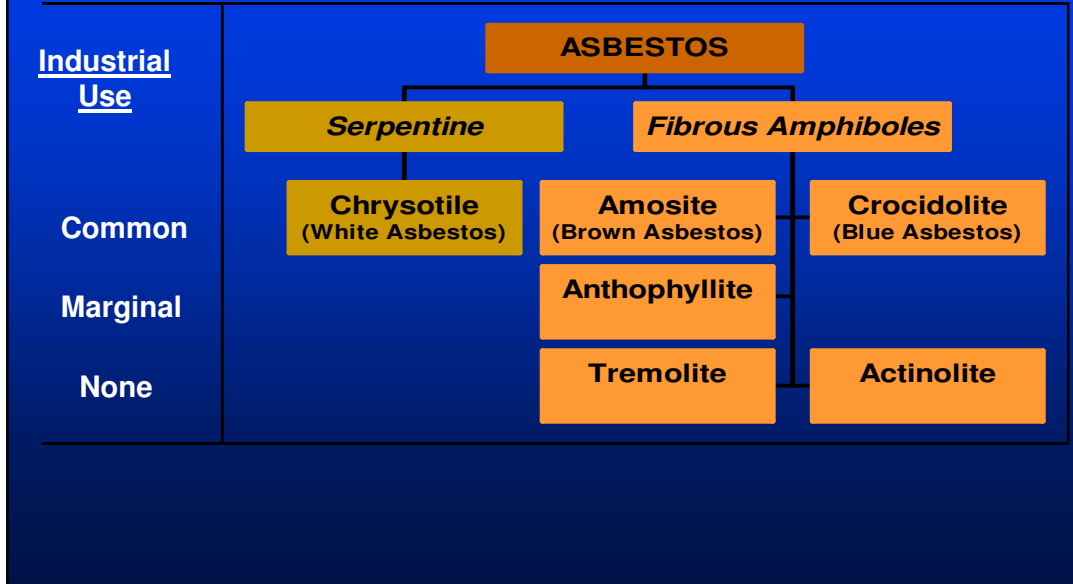 Industrial
Use
ASBESTOS
Serpentine
Fibrous Amphiboles
Common
Chrysotile
(White Asbestos)
Amosite
(Brown Asbestos)
Crocidolite
(Blue Asbestos)
Marginal
Anthophyllite
None
Tremolite
Actinolite